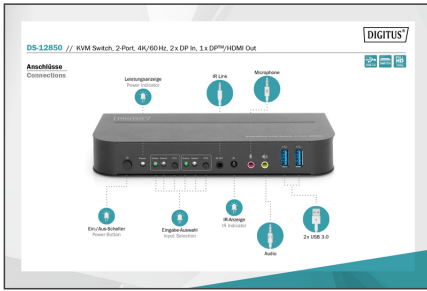 DIGITUS®
DS-12850 // KVM Switch, 2-Port, 4K/60 Hz, 2x DP In, 1x DP™/HDMI Out
Anschlüsse
Connections
Leistungsanzeige
Power Indicator
IR Link
Microphone
DIGITUS
Ein-/Aus-Schalter
Power Button
Eingabe-Auswahl
Input Selection
IR-Anzeige
IR Indicator
Audio
2x USB 3.0